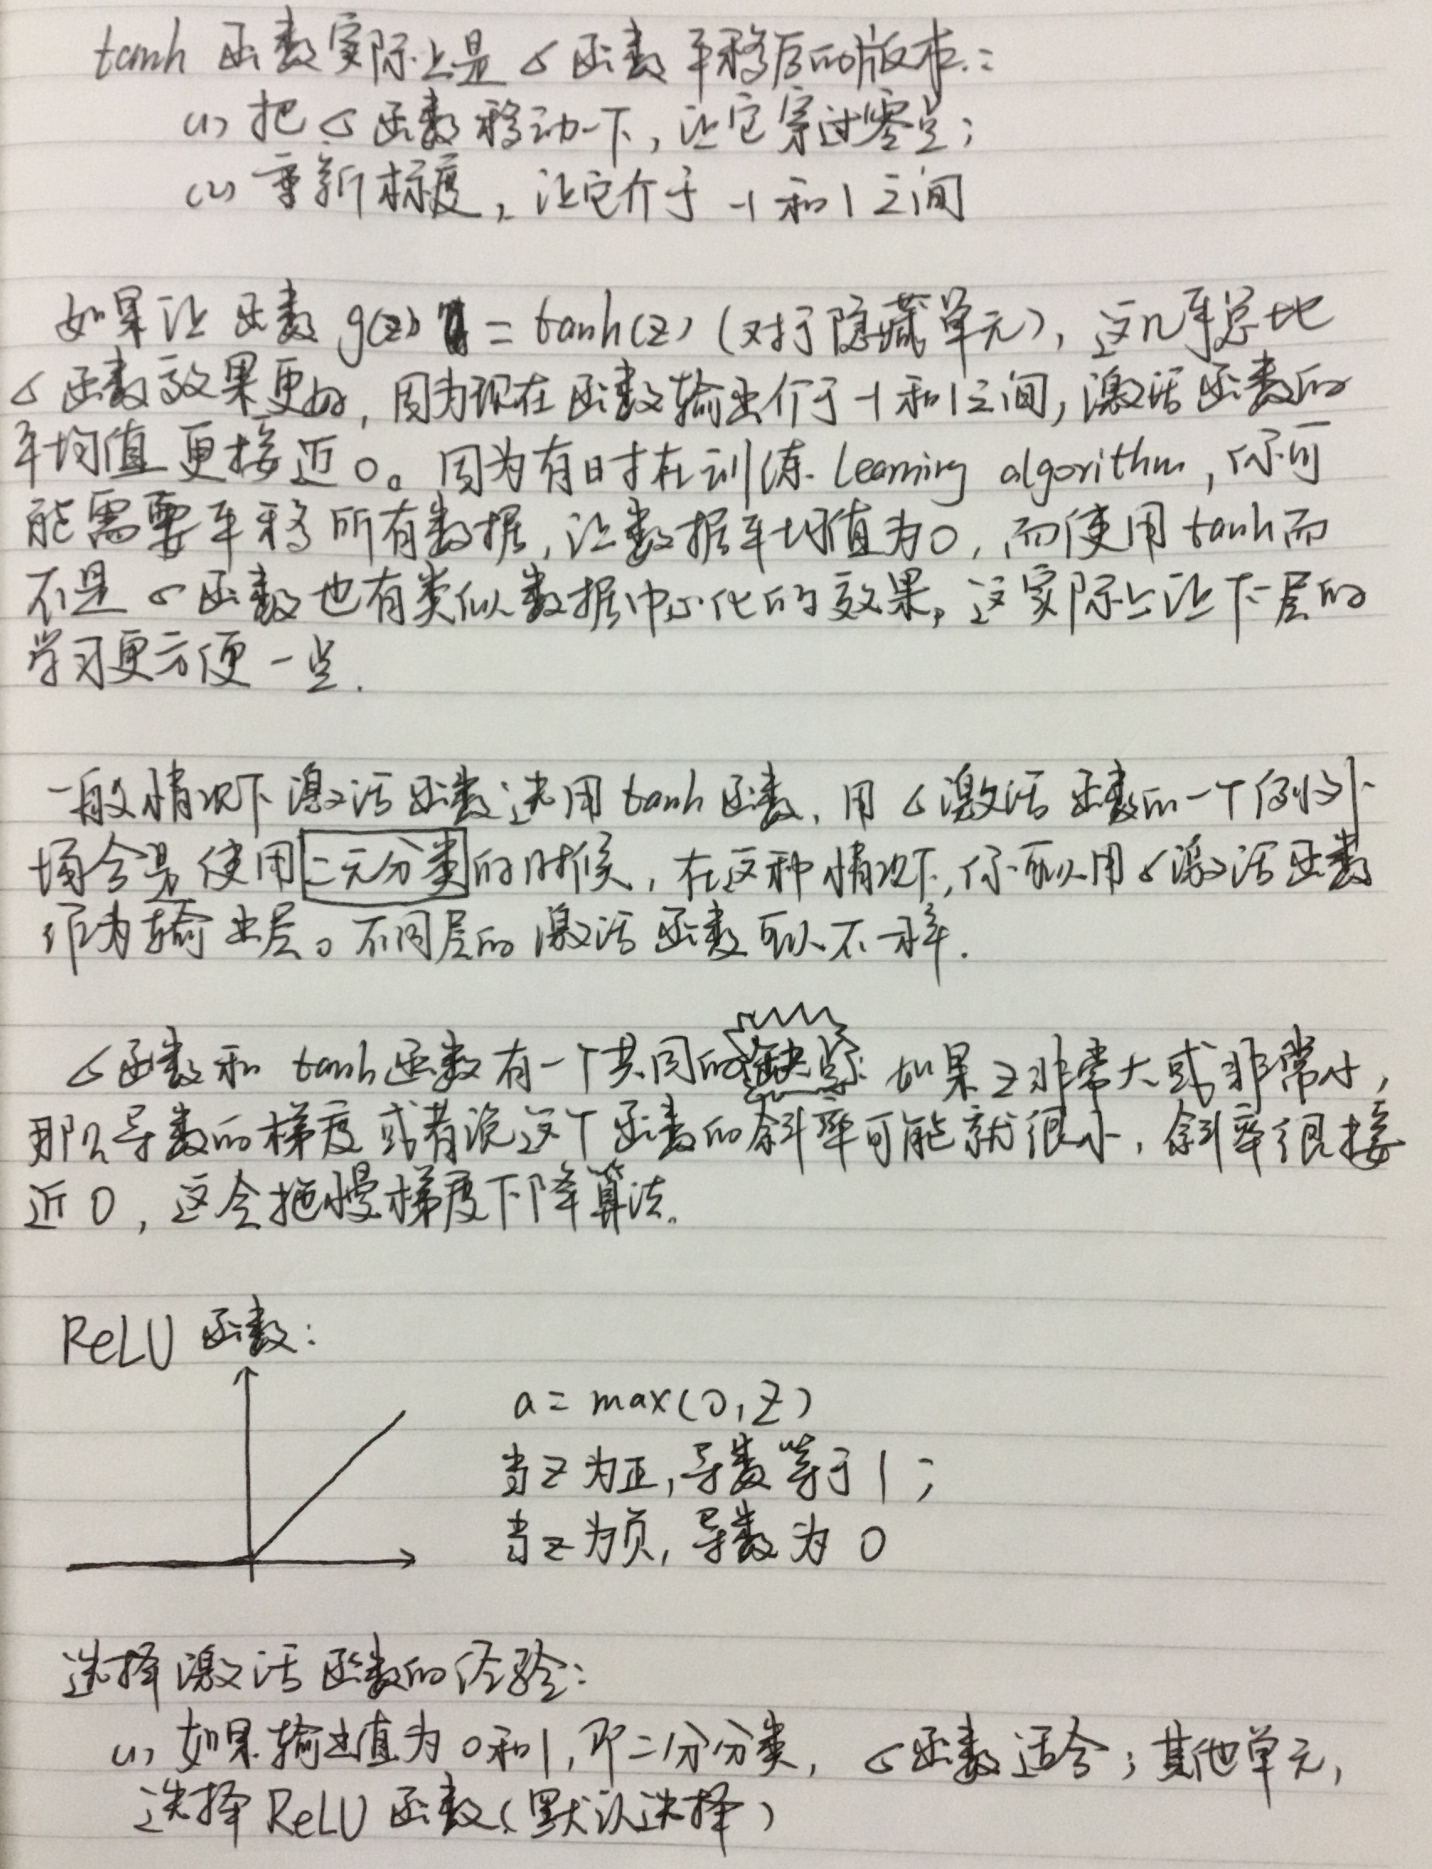 tanh 函数实际上是 σ 函数平移后的版本:
(1) 把 σ 函数移动一下, 让它穿过零点;
(2) 重新标度, 让它介于 -1 和 1 之间
如果让函数 g(z) = tanh(z) (对于隐藏单元), 这几乎总比
σ 函数效果更好, 因为现在函数输出介于 -1 和 1 之间, 激活函数的
平均值更接近 0。因为有时在训练 learning algorithm, 你可
能需要平移所有数据, 让数据平均值为 0, 而使用 tanh 而
不是 σ 函数也有类似数据中心化的效果, 这实际上让下层的
学习更方便一些.
一般情况下激活函数选用 tanh 函数, 用 σ 激活函数的一个例外
场合是使用二元分类的时候, 在这种情况下, 你可以用 σ 激活函数
作为输出层。不同层的激活函数可以不一样.
σ 函数和 tanh 函数有一个共同的缺点: 如果 z 非常大或非常小,
那么导数的梯度或者说这个函数的斜率可能就很小, 斜率很接
近 0, 这会拖慢梯度下降算法.
ReLU 函数:
a = max(0, z)
当 z 为正, 导数等于 1;
当 z 为负, 导数为 0
选择激活函数的经验:
(1) 如果输出值为 0 和 1, 即二分分类, σ 函数适合; 其他单元,
选择 ReLU 函数(默认选择)